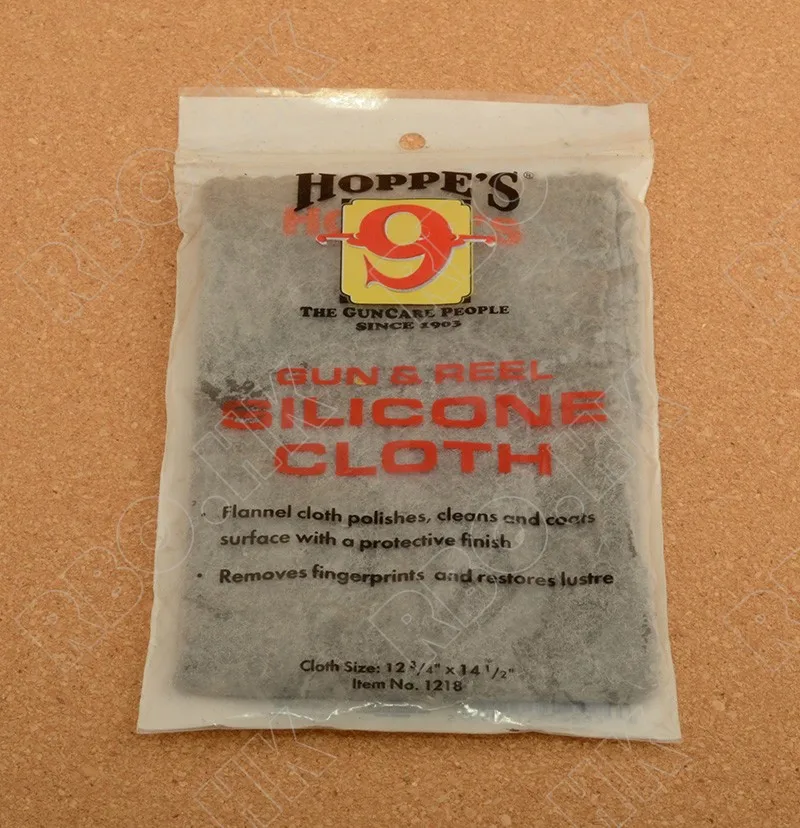 HOPPE'S®
9
THE GUNCARE PEOPLE
SINCE 1903
GUN & REEL
SILICONE
CLOTH
• Flannel cloth polishes, cleans and coats
surface with a protective finish
• Removes fingerprints and restores lustre
Cloth Size: 12 3/4" x 14 1/2"
Item No. 1218